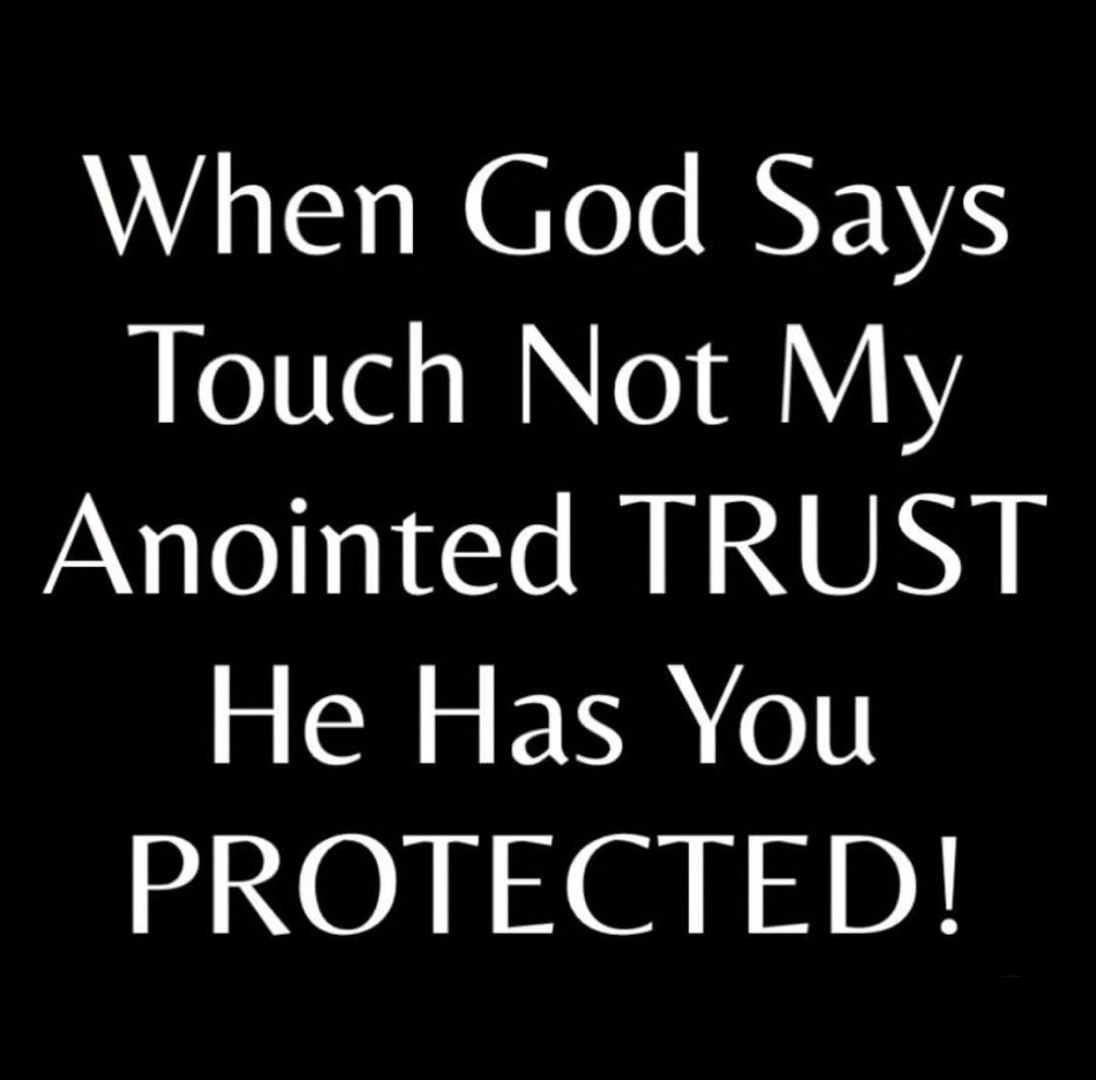 When God Says
Touch Not My
Anointed TRUST
He Has You
PROTECTED!